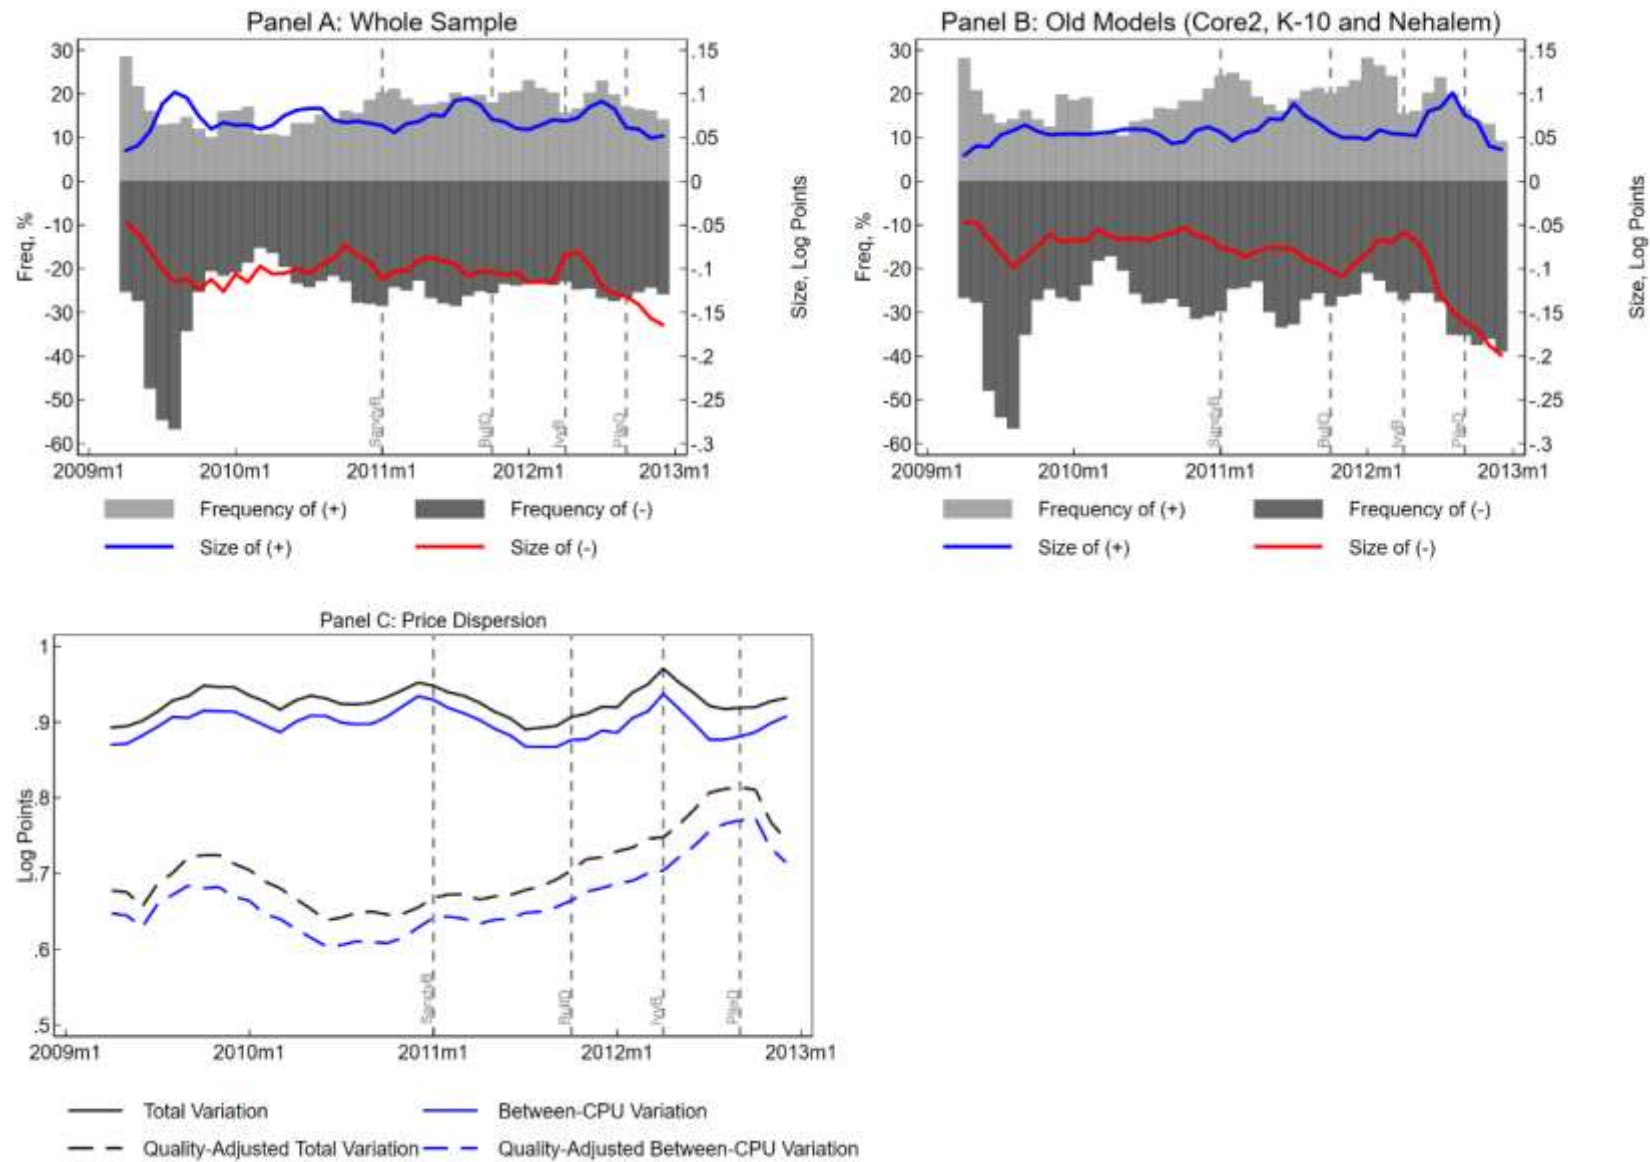 Panel A: Whole Sample
30
20
10
0
-10
-20
-30
-40
-50
-60
Freq, %
.15
.1
.05
0
-.05
-.1
-.15
-.2
-.25
-.3
Size, Log Points
SandyB
BullD
IvyB
PileD
2009m1 2010m1 2011m1 2012m1 2013m1
Frequency of (+) Frequency of (-)
Size of (+) Size of (-)
Panel B: Old Models (Core2, K-10 and Nehalem)
30
20
10
0
-10
-20
-30
-40
-50
-60
Freq, %
.15
.1
.05
0
-.05
-.1
-.15
-.2
-.25
-.3
Size, Log Points
SandyB
BullD
IvyB
PileD
2009m1 2010m1 2011m1 2012m1 2013m1
Frequency of (+) Frequency of (-)
Size of (+) Size of (-)
Panel C: Price Dispersion
1
.9
.8
.7
.6
.5
Log Points
SandyB
BullD
IvyB
PileD
2009m1 2010m1 2011m1 2012m1 2013m1
Total Variation Between-CPU Variation
Quality-Adjusted Total Variation Quality-Adjusted Between-CPU Variation